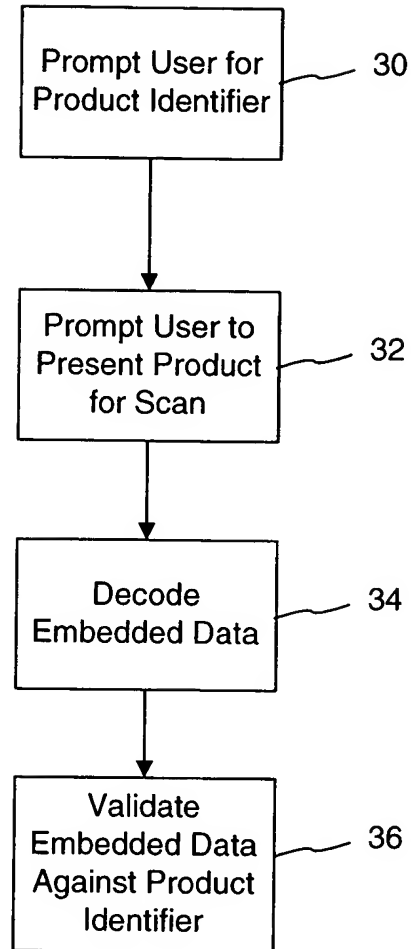 Prompt User for
Product Identifier
30
Prompt User to
Present Product
for Scan
32
Decode
Embedded Data
34
Validate
Embedded Data
Against Product
Identifier
36